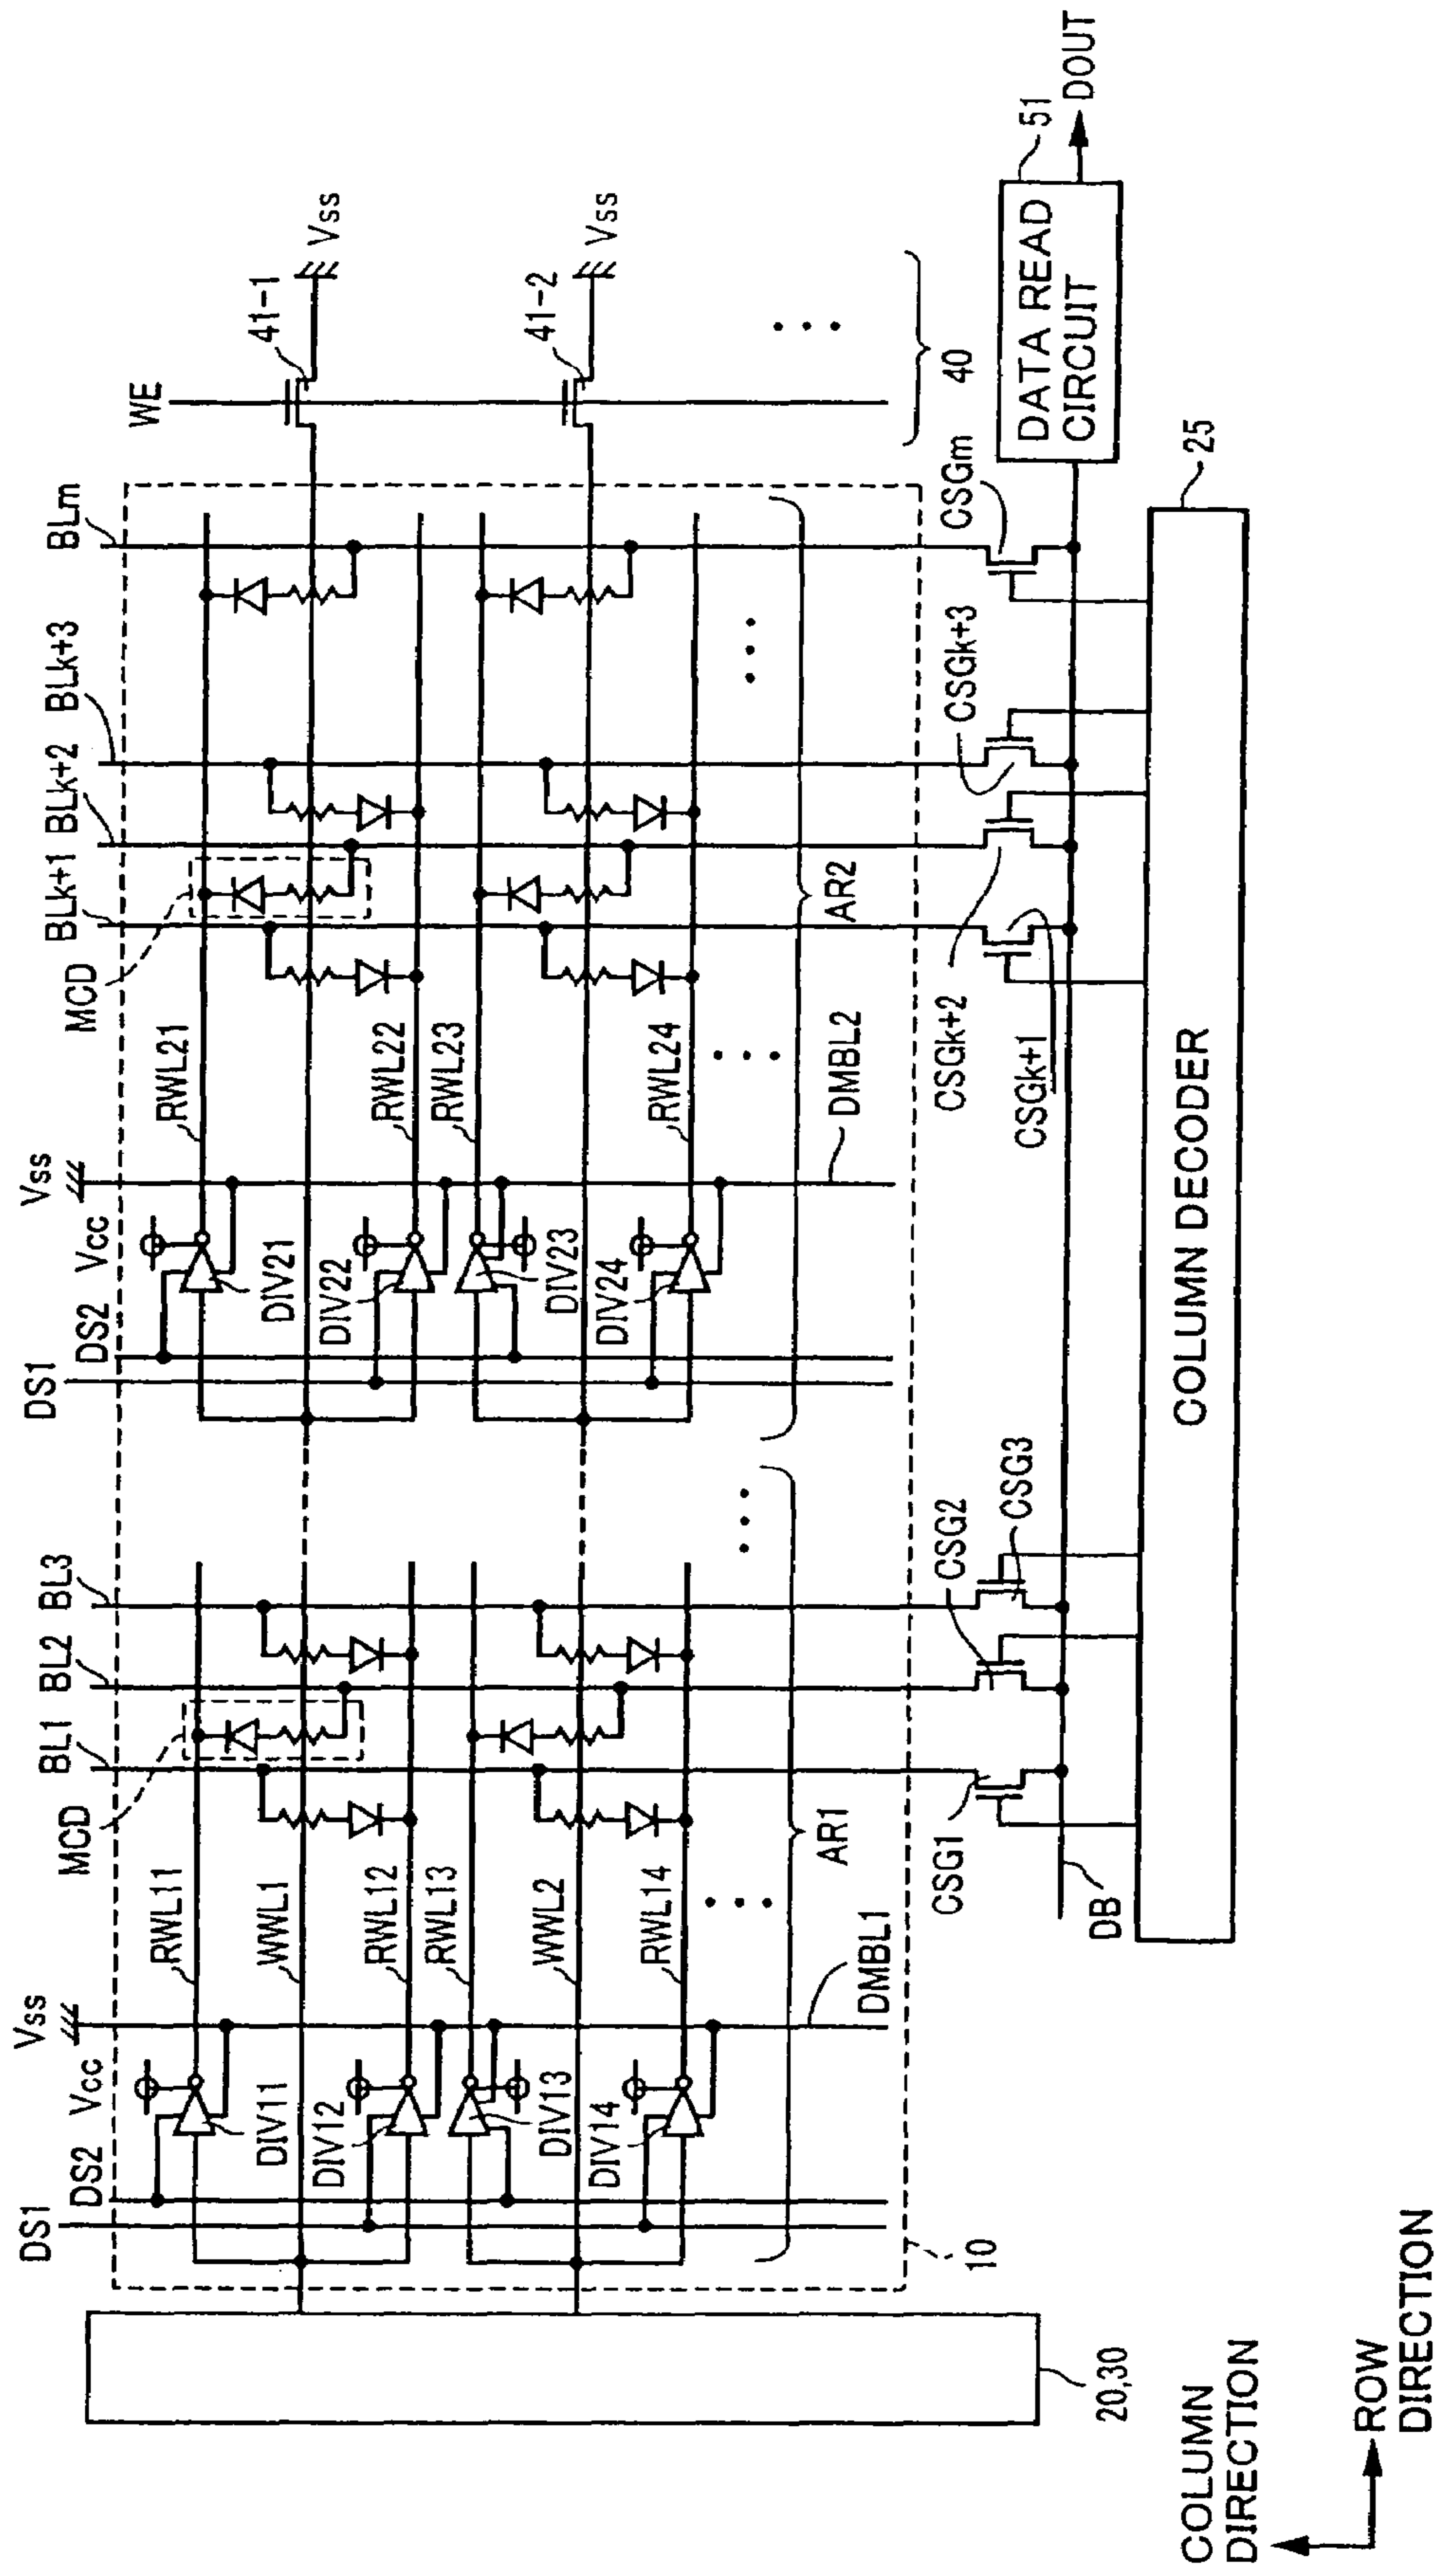 DS1
DS2
Vcc
Vss
BL1
BL2
BL3
DS1
DS2
Vcc
Vss
BLk+1
BLk+2
BLk+3
BLm
WE
MCD
MCD
41-1
Vss
RWL11
DIV11
WWL1
DIV12
RWL12
RWL21
DIV21
DIV22
RWL22
RWL13
DIV13
WWL2
DIV14
RWL14
RWL23
DIV23
DIV24
RWL24
41-2
Vss
DMBL1
AR1
DMBL2
AR2
40
10
CSG1
CSG2
CSG3
CSGk+2
CSGk+1
CSGk+3
CSGm
DATA READ
CIRCUIT
51
DOUT
DB
20,30
COLUMN DECODER
25
COLUMN
DIRECTION
ROW
DIRECTION